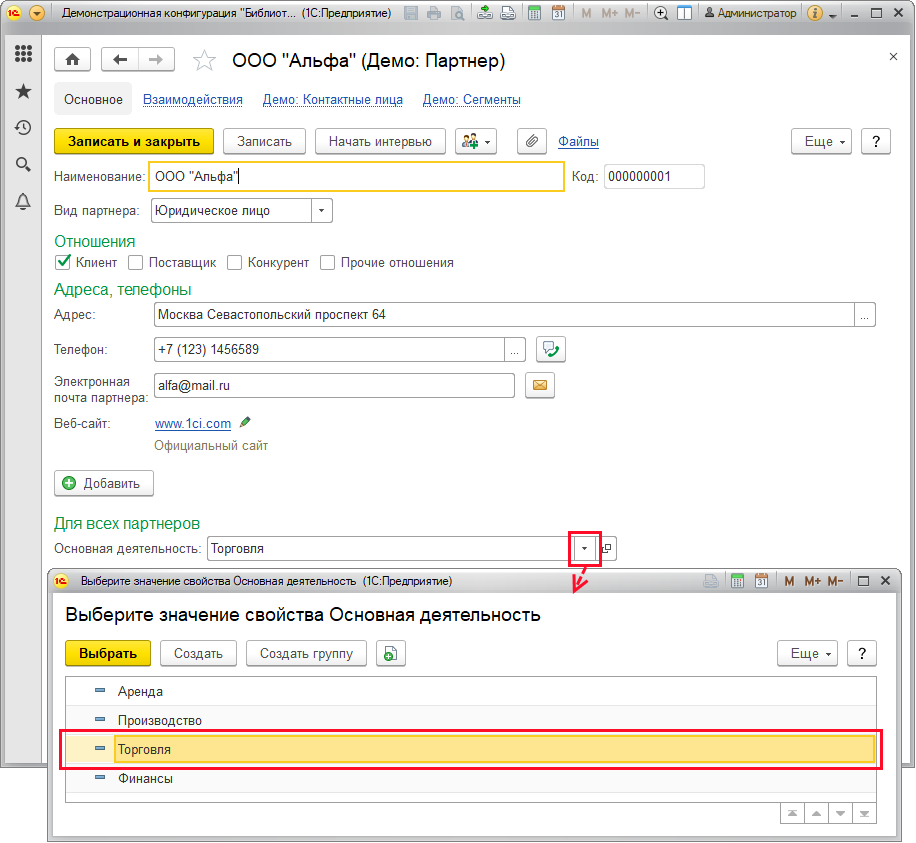 Демонстрационная конфигурация "Библиот... (1С:Предприятие) 31 M M+ M- Администратор
ООО "Альфа" (Демо: Партнер)
Основное Взаимодействия Демо: Контактные лица Демо: Сегменты
Записать и закрыть Записать Начать интервью Файлы Еще ?
Наименование: ООО "Альфа" Код: 000000001
Вид партнера: Юридическое лицо
Отношения
Клиент Поставщик Конкурент Прочие отношения
Адреса, телефоны
Адрес: Москва Севастопольский проспект 64 ...
Телефон: +7 (123) 1456589 ...
Электронная
почта партнера: alfa@mail.ru
Веб-сайт: www.1ci.com
Официальный сайт
Добавить
Для всех партнеров
Основная деятельность: Торговля
Выберите значение свойства Основная деятельность (1С:Предприятие) 31 M M+ M-
Выберите значение свойства Основная деятельность
Выбрать Создать Создать группу Еще ?
Аренда
Производство
Торговля
Финансы